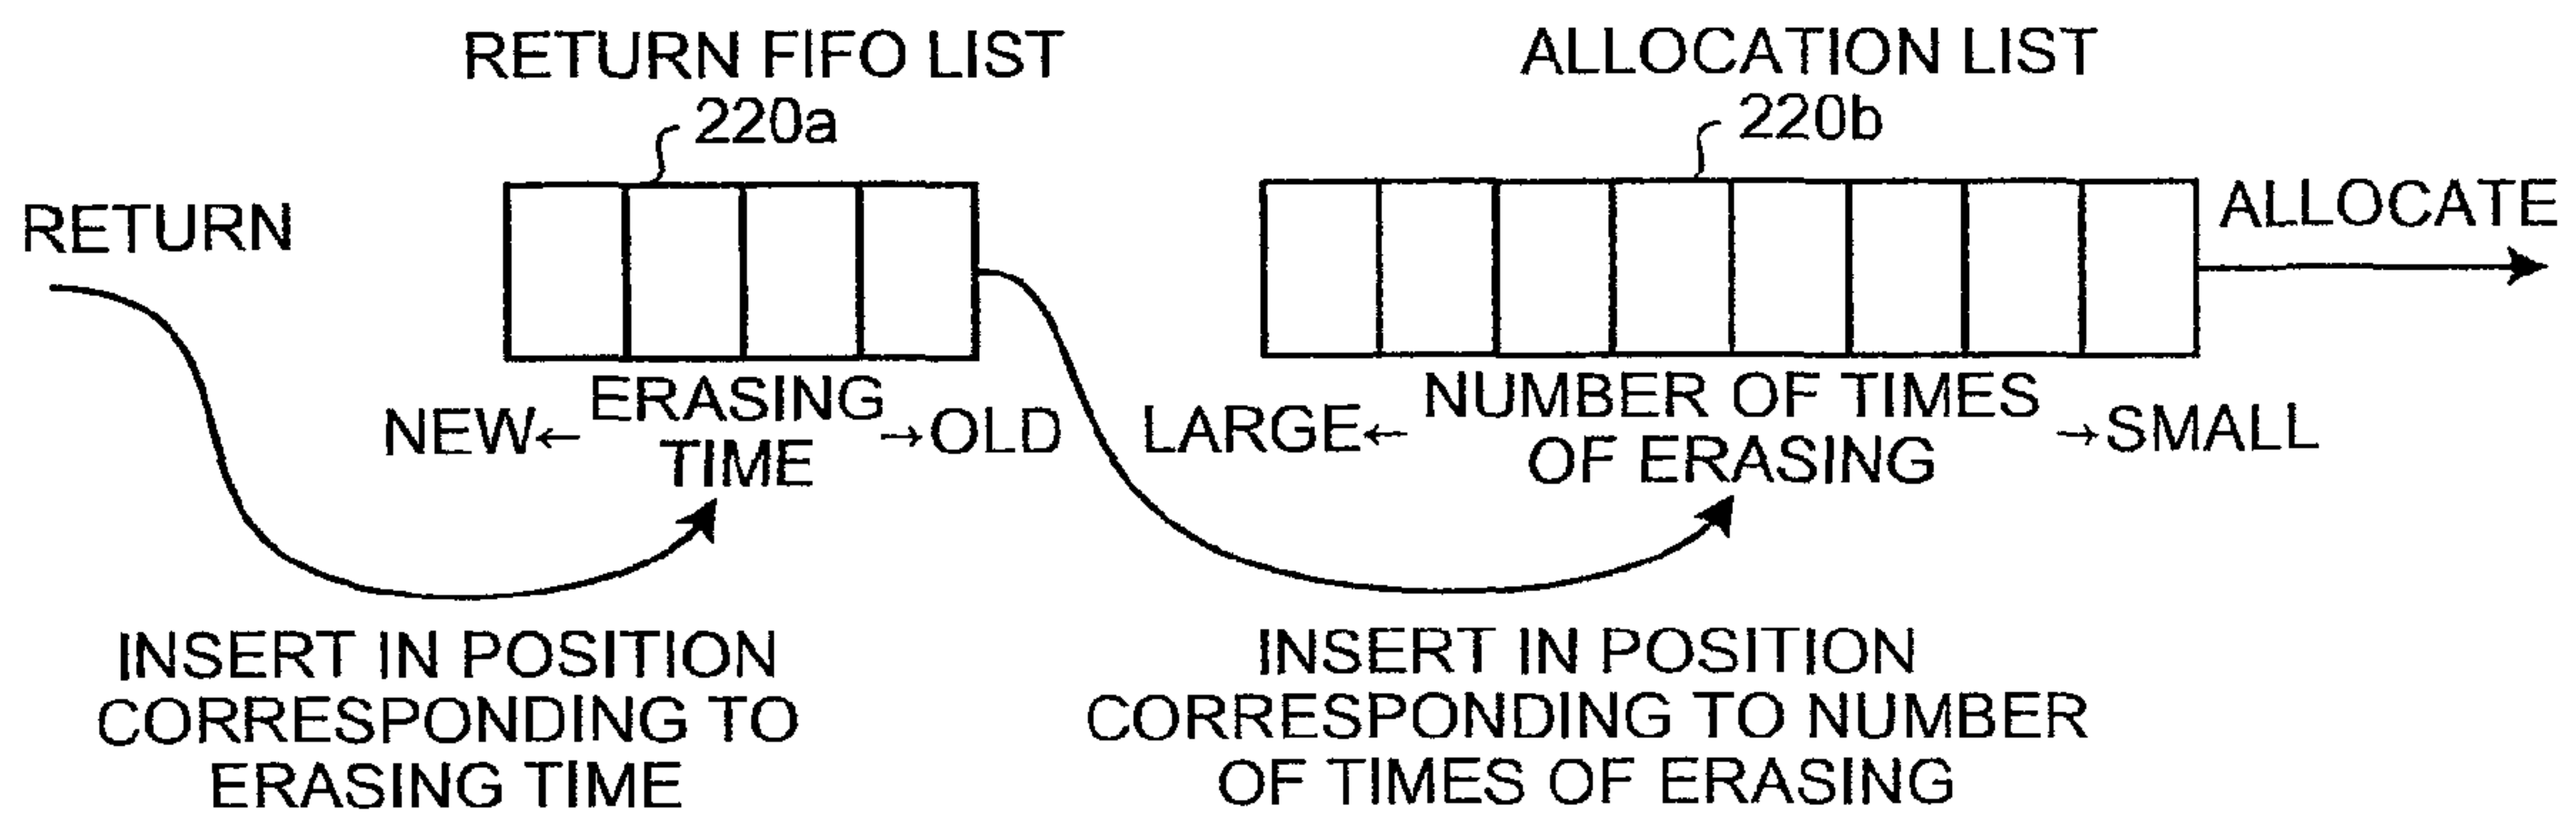 RETURN FIFO LIST
220a
ALLOCATION LIST
220b
RETURN
ALLOCATE
NEW← ERASING TIME →OLD
LARGE← NUMBER OF TIMES OF ERASING →SMALL
INSERT IN POSITION
CORRESPONDING TO
ERASING TIME
INSERT IN POSITION
CORRESPONDING TO NUMBER
OF TIMES OF ERASING